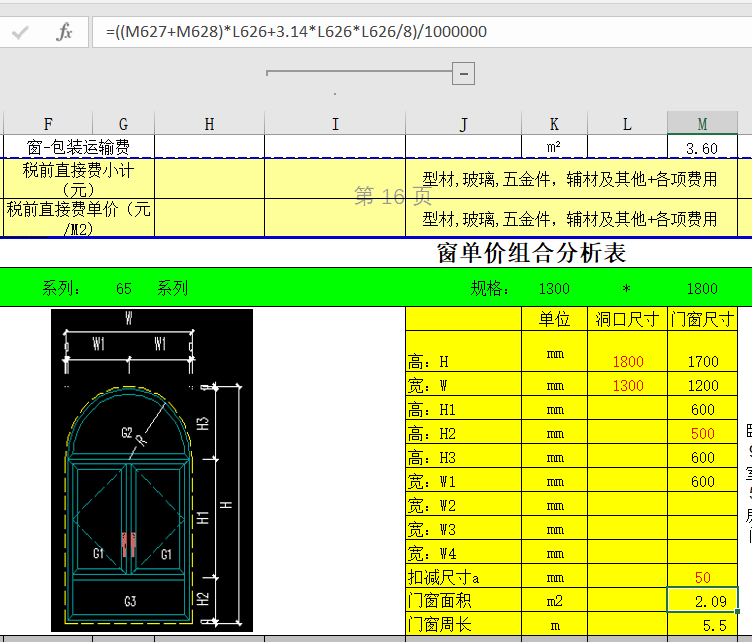 fx =((M627+M628)*L626+3.14*L626*L626/8)/1000000
F G H I J K L M
窗-包装运输费 m² 3.60
税前直接费小计（元） 型材,玻璃,五金件，辅材及其他+各项费用
第 16 页
税前直接费单价（元/M2） 型材,玻璃,五金件，辅材及其他+各项费用
窗单价组合分析表
系列： 65 系列 规格： 1300 * 1800
单位 洞口尺寸 门窗尺寸
高：H mm 1800 1700
宽：W mm 1300 1200
高：H1 mm 600
高：H2 mm 500
高：H3 mm 600
宽：W1 mm 600
宽：W2 mm
宽：W3 mm
宽：W4 mm
扣减尺寸a mm 50
门窗面积 m2 2.09
门窗周长 m 5.5
W
W1 W1
G2 R H3
H
H1
G1 G1
G3 H2